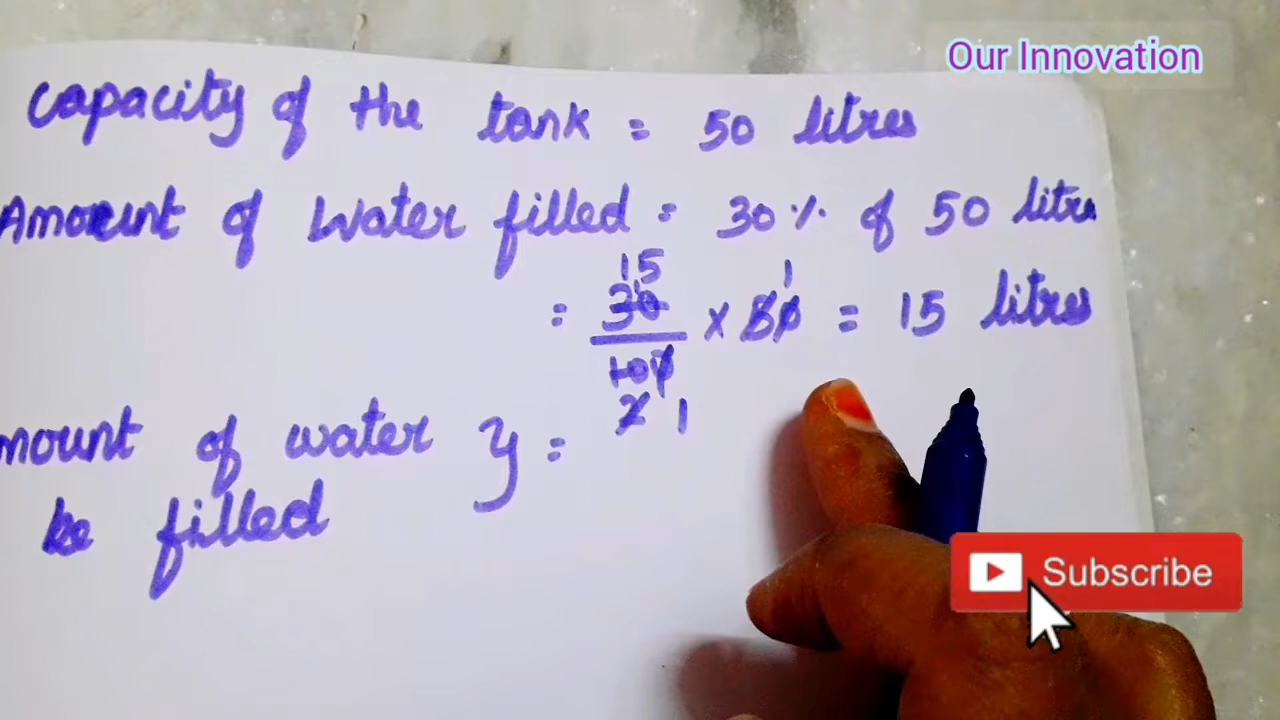 Our Innovation
Capacity of the tank = 50 litres
Amount of Water filled = 30% of 50 litre
15 1
= 30 × 50 = 15 litres
100
2 1
mount of water } =
be filled
Subscribe